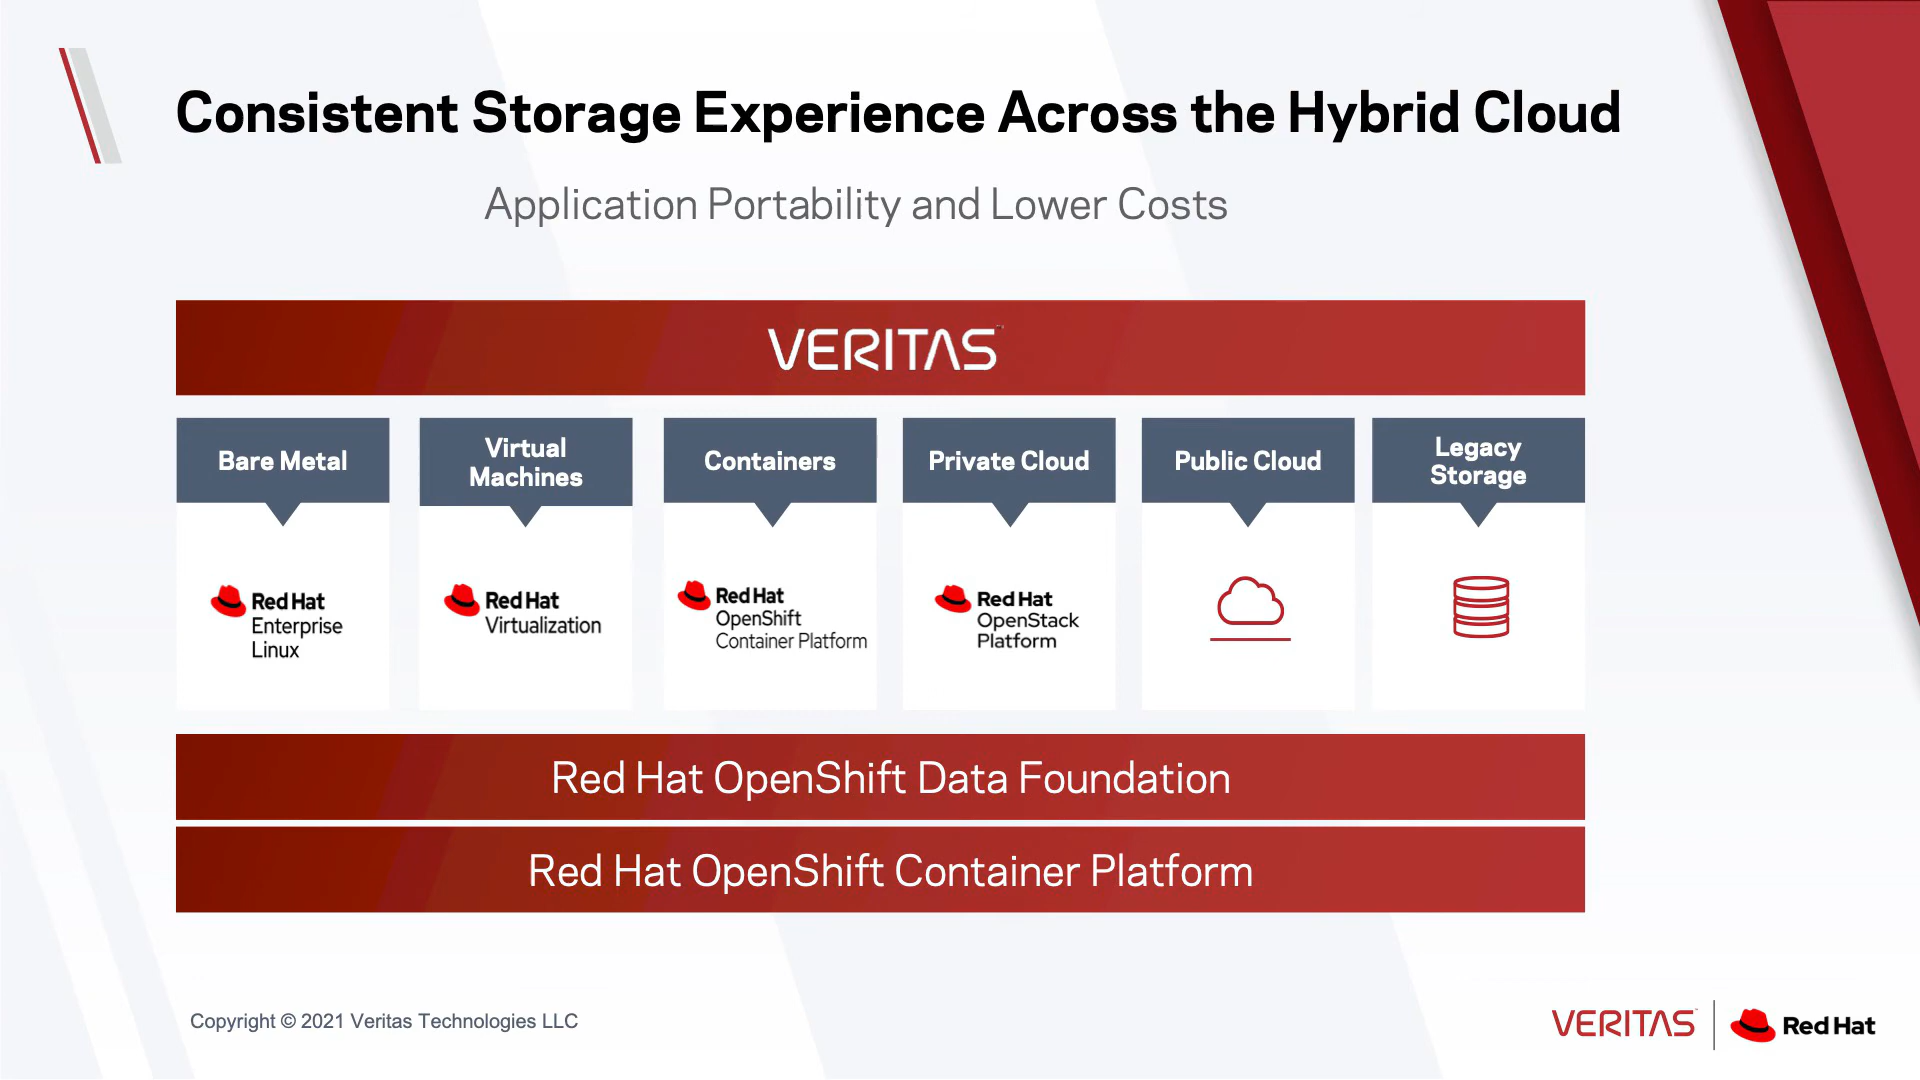 Consistent Storage Experience Across the Hybrid Cloud
Application Portability and Lower Costs
VERITAS™
Bare Metal
Virtual
Machines
Containers
Private Cloud
Public Cloud
Legacy
Storage
Red Hat
Enterprise
Linux
Red Hat
Virtualization
Red Hat
OpenShift
Container Platform
Red Hat
OpenStack
Platform
Red Hat OpenShift Data Foundation
Red Hat OpenShift Container Platform
Copyright © 2021 Veritas Technologies LLC
VERITAS™
Red Hat